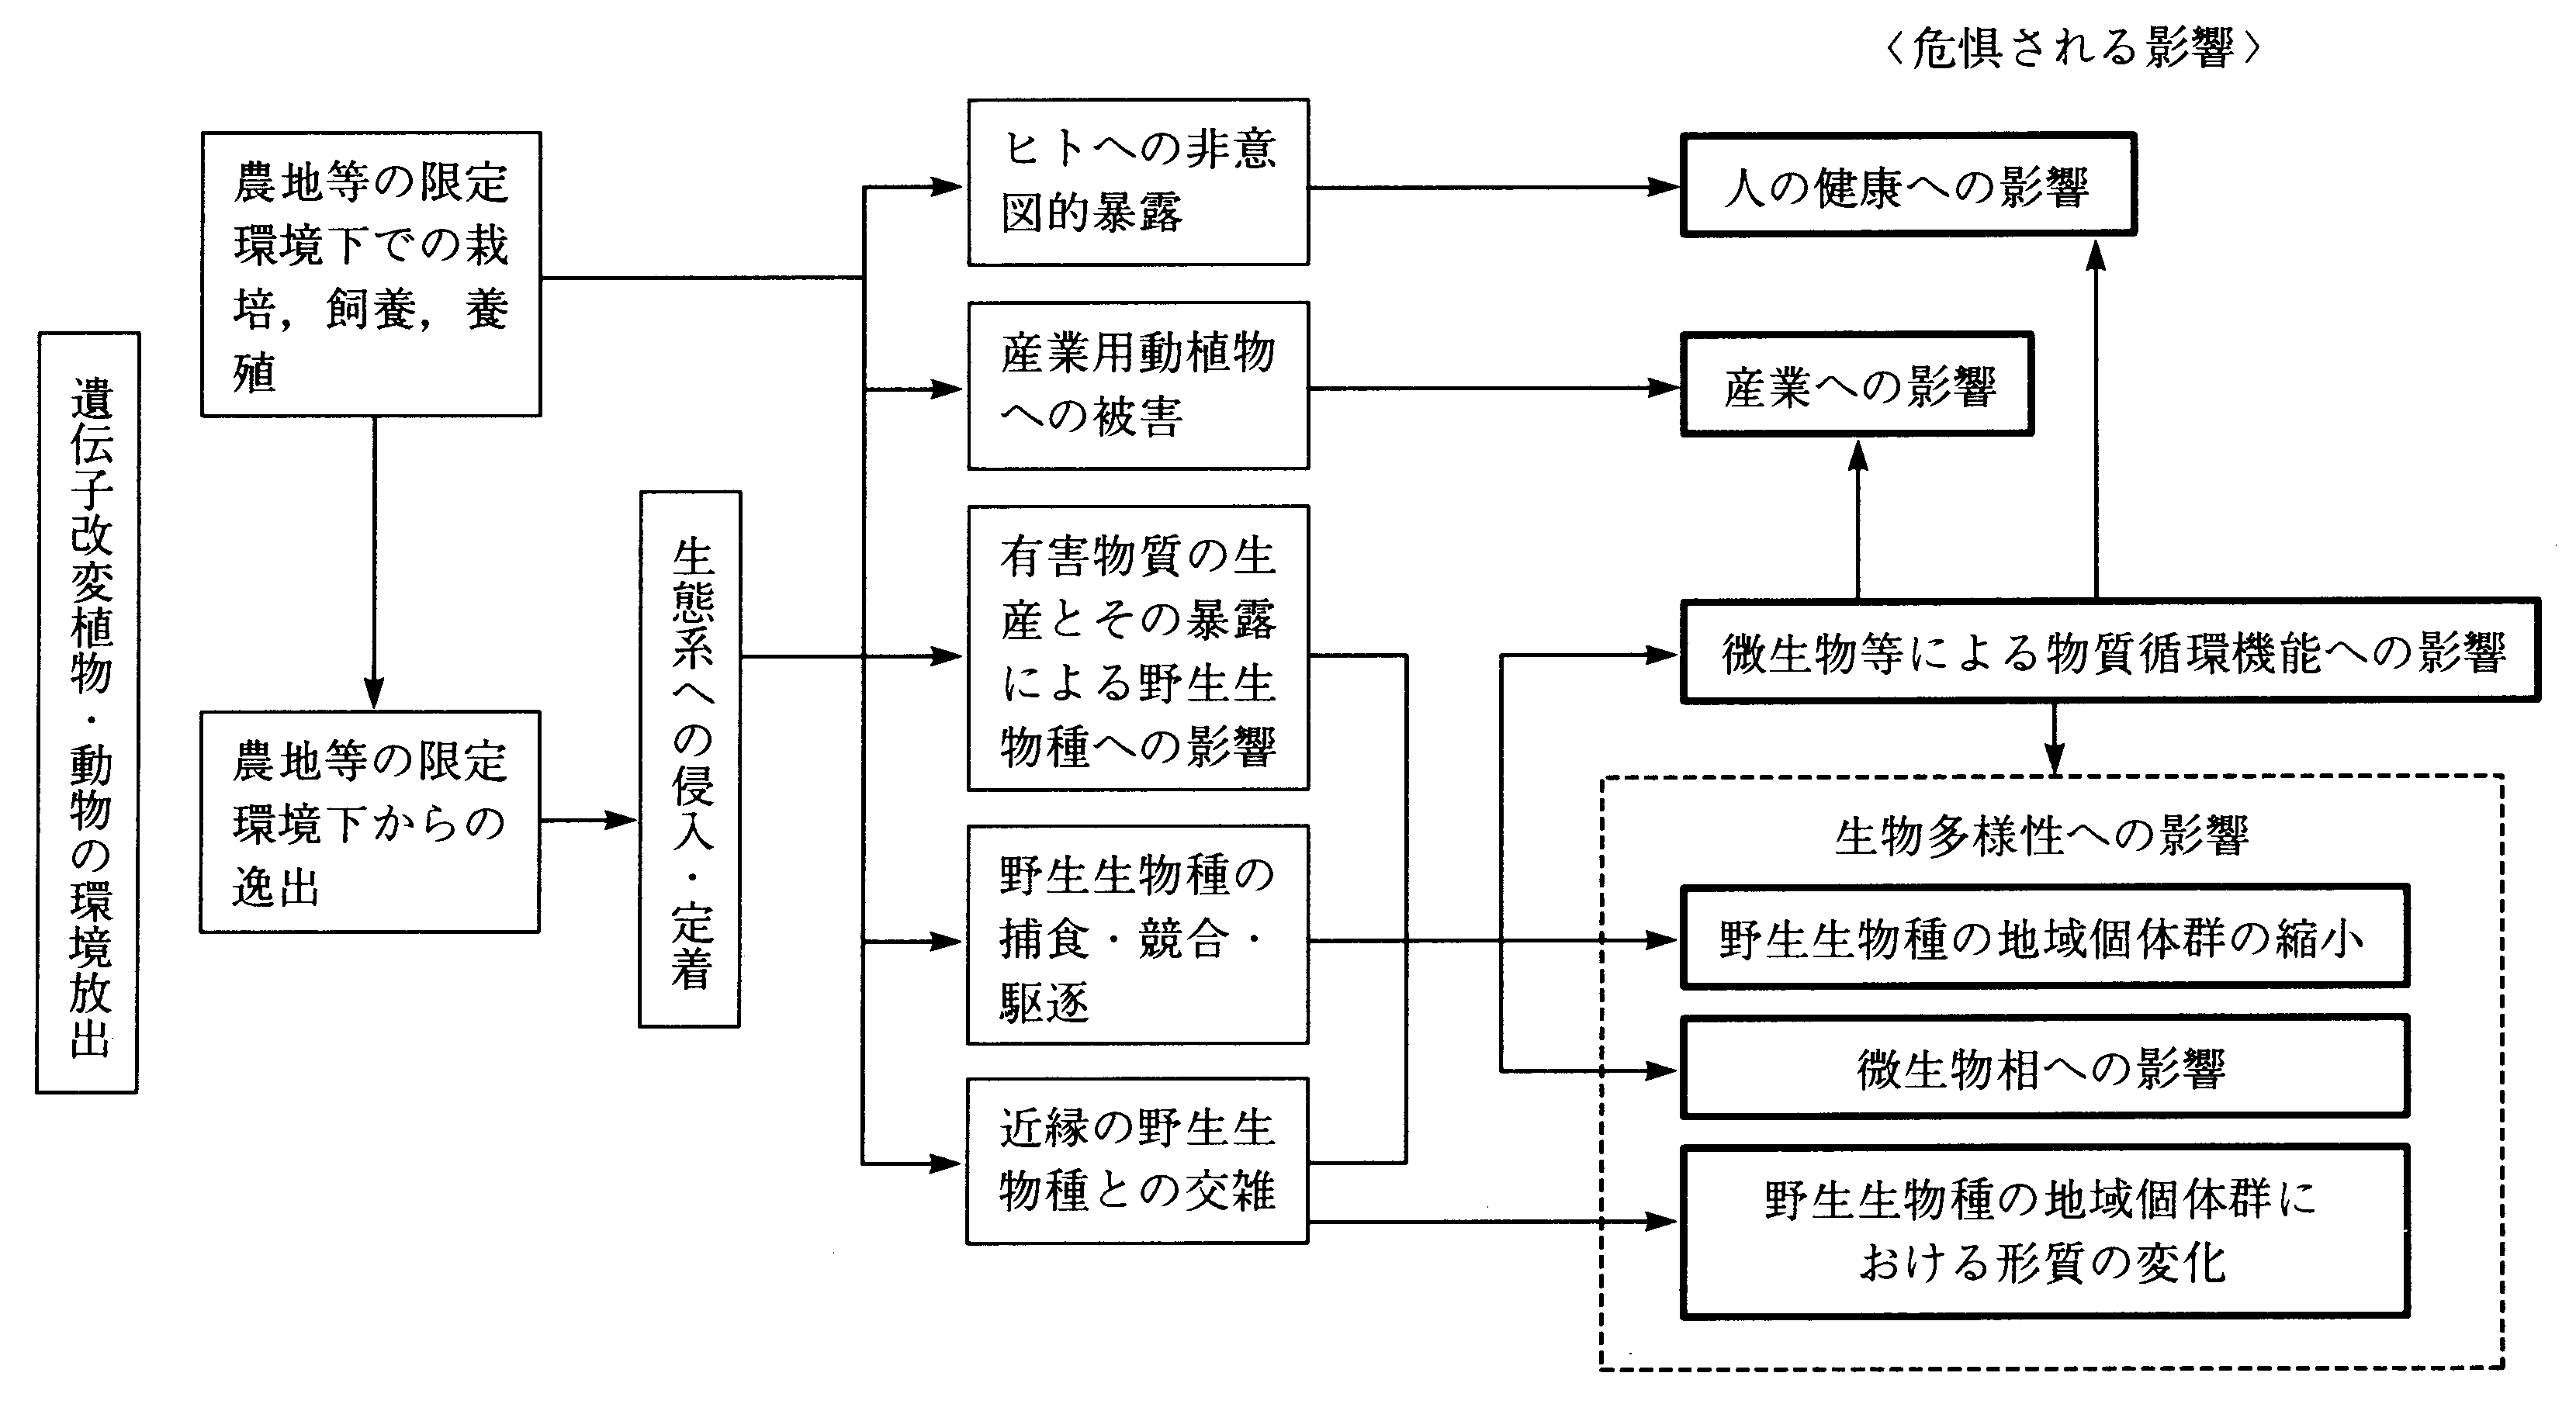 〈危惧される影響〉
遺伝子改変植物・動物の環境放出
農地等の限定
環境下での栽
培，飼養，養
殖
農地等の限定
環境下からの
逸出
生態系への侵入・定着
ヒトへの非意
図的暴露
産業用動植物
への被害
有害物質の生
産とその暴露
による野生生
物種への影響
野生生物種の
捕食・競合・
駆逐
近縁の野生生
物種との交雑
人の健康への影響
産業への影響
微生物等による物質循環機能への影響
生物多様性への影響
野生生物種の地域個体群の縮小
微生物相への影響
野生生物種の地域個体群に
おける形質の変化